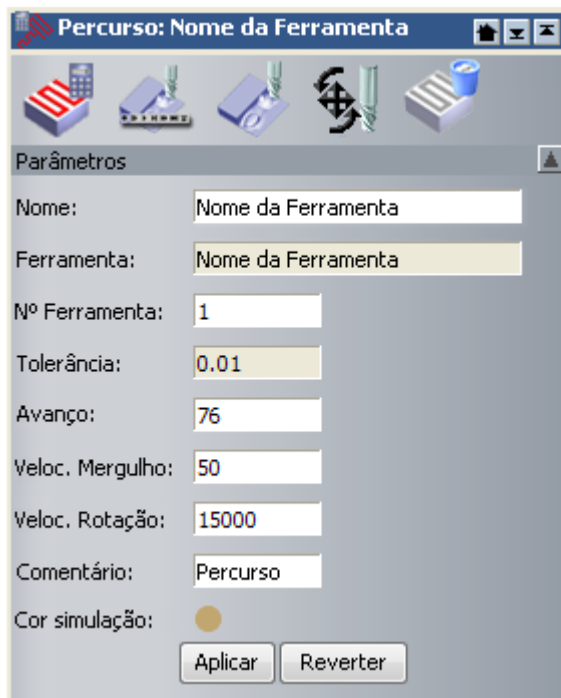 Percurso: Nome da Ferramenta
Parâmetros
Nome: Nome da Ferramenta
Ferramenta: Nome da Ferramenta
Nº Ferramenta: 1
Tolerância: 0.01
Avanço: 76
Veloc. Mergulho: 50
Veloc. Rotação: 15000
Comentário: Percurso
Cor simulação:
Aplicar Reverter